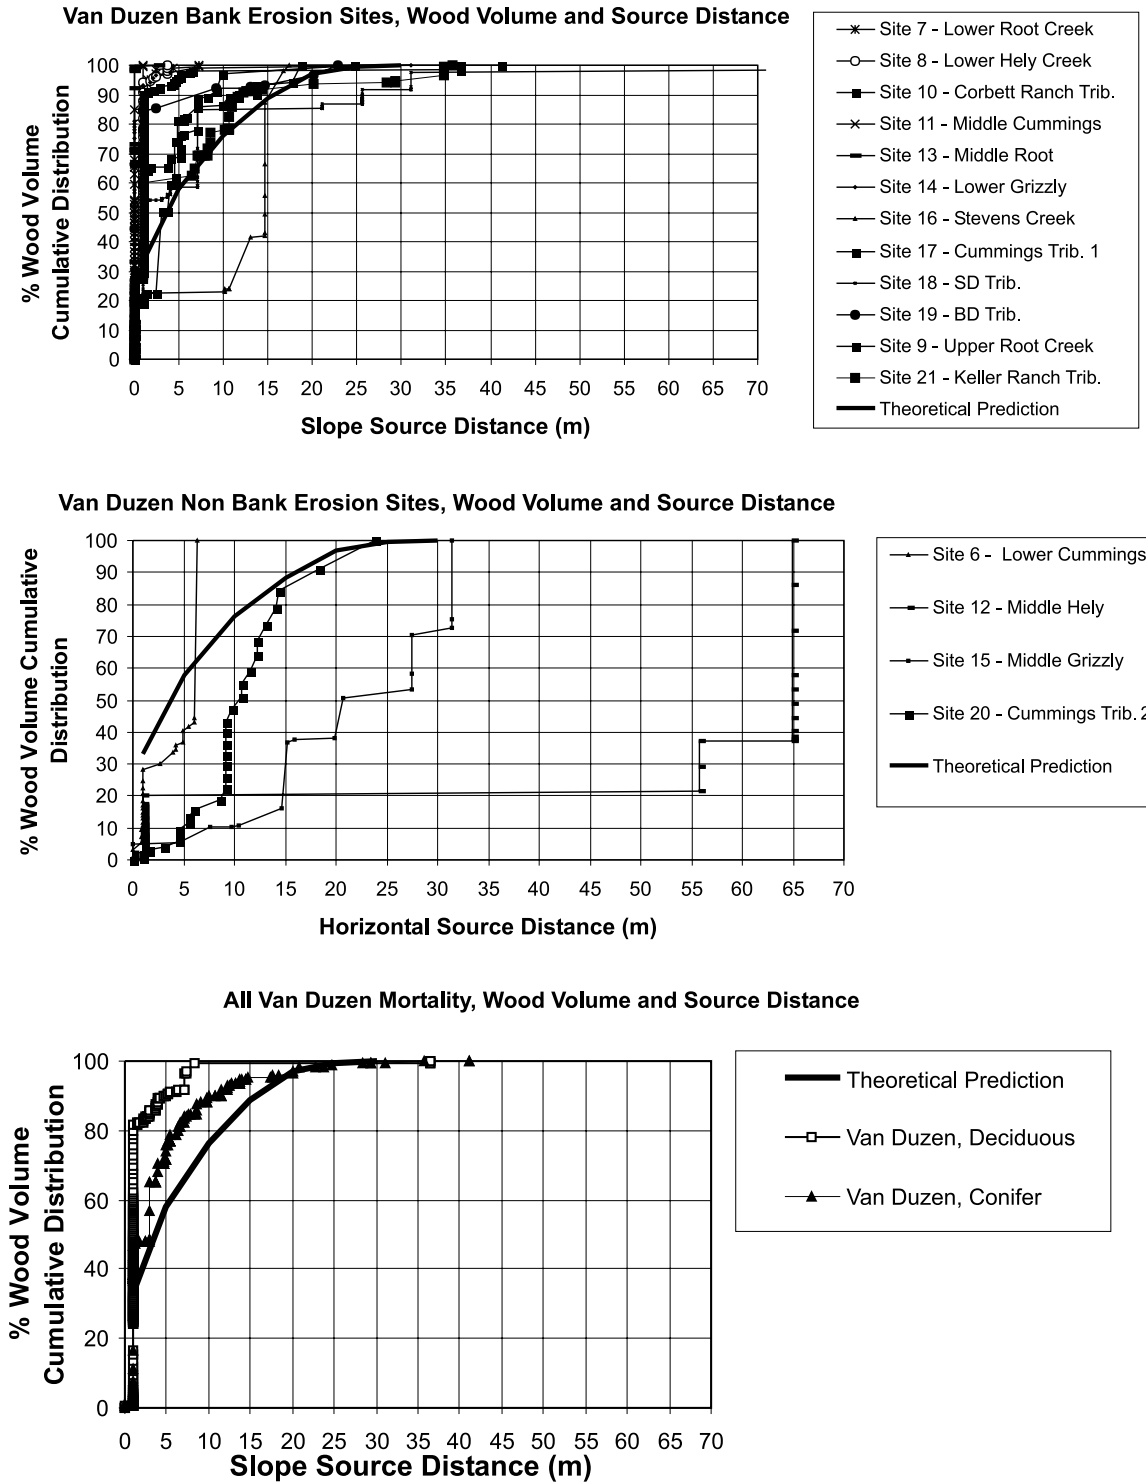 Van Duzen Bank Erosion Sites, Wood Volume and Source Distance
% Wood Volume
Cumulative Distribution
100
90
80
70
60
50
40
30
20
10
0
0 5 10 15 20 25 30 35 40 45 50 55 60 65 70
Slope Source Distance (m)
Site 7 - Lower Root Creek
Site 8 - Lower Hely Creek
Site 10 - Corbett Ranch Trib.
Site 11 - Middle Cummings
Site 13 - Middle Root
Site 14 - Lower Grizzly
Site 16 - Stevens Creek
Site 17 - Cummings Trib. 1
Site 18 - SD Trib.
Site 19 - BD Trib.
Site 9 - Upper Root Creek
Site 21 - Keller Ranch Trib.
Theoretical Prediction
Van Duzen Non Bank Erosion Sites, Wood Volume and Source Distance
% Wood Volume Cumulative
Distribution
100
90
80
70
60
50
40
30
20
10
0
0 5 10 15 20 25 30 35 40 45 50 55 60 65 70
Horizontal Source Distance (m)
Site 6 - Lower Cummings
Site 12 - Middle Hely
Site 15 - Middle Grizzly
Site 20 - Cummings Trib. 2
Theoretical Prediction
All Van Duzen Mortality, Wood Volume and Source Distance
% Wood Volume
Cumulative Distribution
100
80
60
40
20
0
0 5 10 15 20 25 30 35 40 45 50 55 60 65 70
Slope Source Distance (m)
Theoretical Prediction
Van Duzen, Deciduous
Van Duzen, Conifer